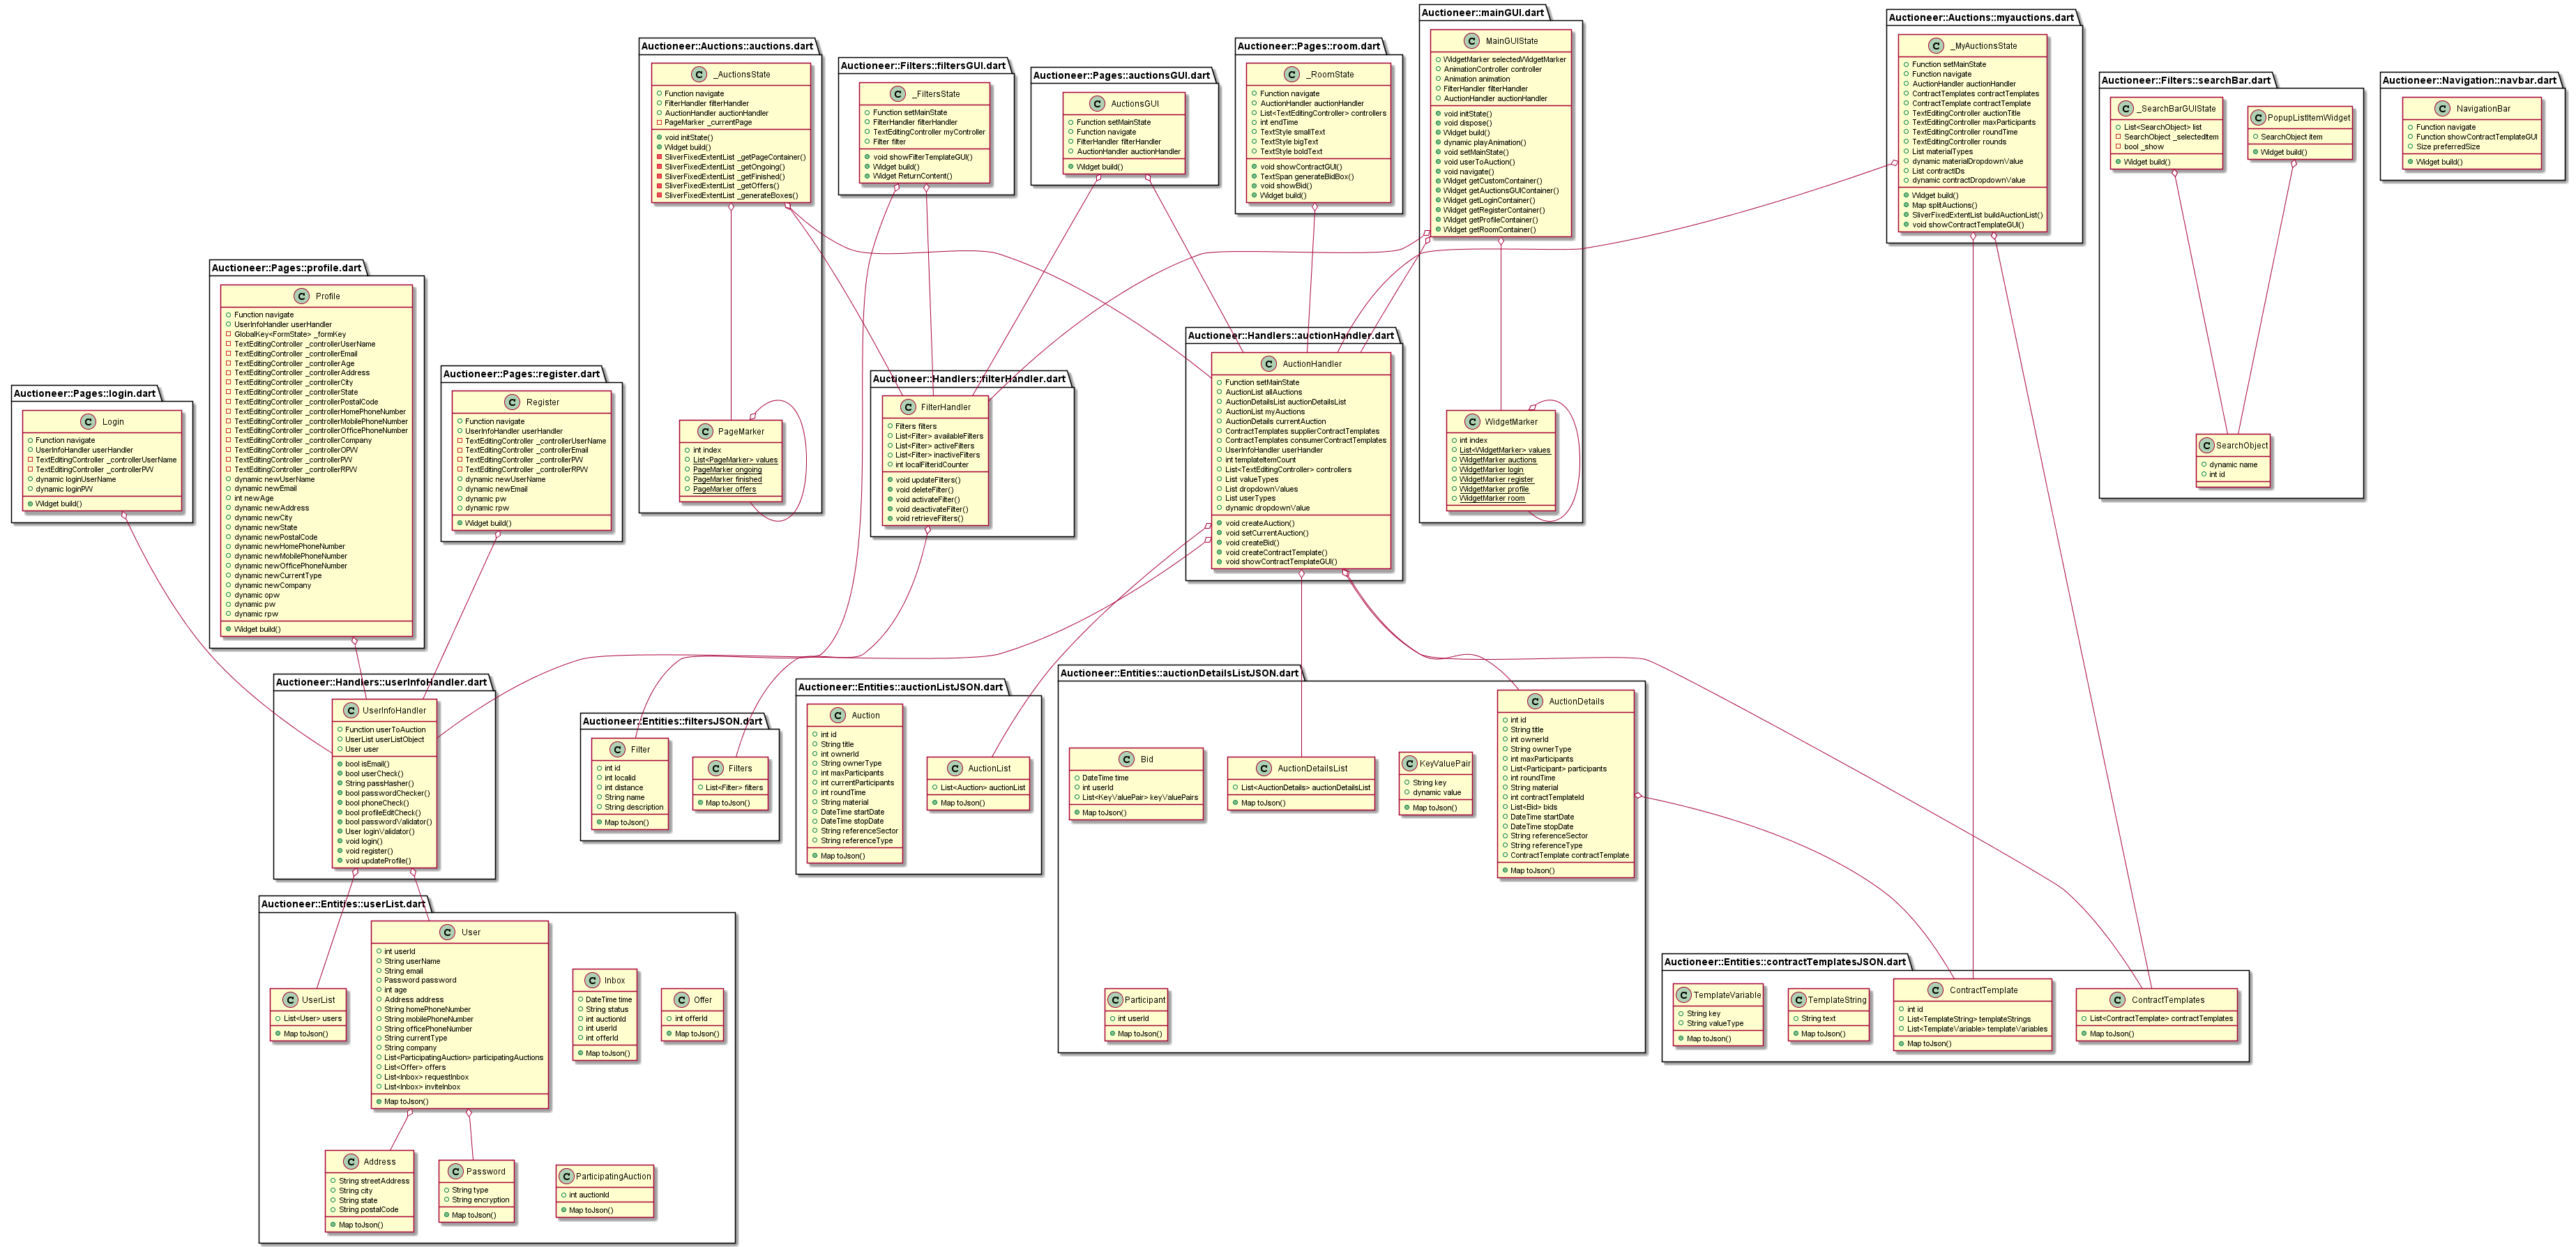 Auctioneer::mainGUI.dart
MainGUIState
WidgetMarker selectedWidgetMarker
AnimationController controller
Animation animation
FilterHandler filterHandler
AuctionHandler auctionHandler
void initState()
void dispose()
Widget build()
dynamic playAnimation()
void setMainState()
void userToAuction()
void navigate()
Widget getCustomContainer()
Widget getAuctionsGUIContainer()
Widget getLoginContainer()
Widget getRegisterContainer()
Widget getProfileContainer()
Widget getRoomContainer()
WidgetMarker
int index
List<WidgetMarker> values
WidgetMarker auctions
WidgetMarker login
WidgetMarker register
WidgetMarker profile
WidgetMarker room
Auctioneer::Auctions::myauctions.dart
_MyAuctionsState
Function setMainState
Function navigate
AuctionHandler auctionHandler
ContractTemplates contractTemplates
ContractTemplate contractTemplate
TextEditingController auctionTitle
TextEditingController maxParticipants
TextEditingController roundTime
TextEditingController rounds
List materialTypes
dynamic materialDropdownValue
List contractIDs
dynamic contractDropdownValue
Widget build()
Map splitAuctions()
SliverFixedExtentList buildAuctionList()
void showContractTemplateGUI()
Auctioneer::Auctions::auctions.dart
_AuctionsState
Function navigate
FilterHandler filterHandler
AuctionHandler auctionHandler
PageMarker _currentPage
void initState()
Widget build()
SliverFixedExtentList _getPageContainer()
SliverFixedExtentList _getOngoing()
SliverFixedExtentList _getFinished()
SliverFixedExtentList _getOffers()
SliverFixedExtentList _generateBoxes()
PageMarker
int index
List<PageMarker> values
PageMarker ongoing
PageMarker finished
PageMarker offers
Auctioneer::Filters::filtersGUI.dart
_FiltersState
Function setMainState
FilterHandler filterHandler
TextEditingController myController
Filter filter
void showFilterTemplateGUI()
Widget build()
Widget ReturnContent()
Auctioneer::Pages::auctionsGUI.dart
AuctionsGUI
Function setMainState
Function navigate
FilterHandler filterHandler
AuctionHandler auctionHandler
Widget build()
Auctioneer::Pages::room.dart
_RoomState
Function navigate
AuctionHandler auctionHandler
List<TextEditingController> controllers
int endTime
TextStyle smallText
TextStyle bigText
TextStyle boldText
void showContractGUI()
TextSpan generateBidBox()
void showBid()
Widget build()
Auctioneer::Filters::searchBar.dart
_SearchBarGUIState
List<SearchObject> list
SearchObject _selectedItem
bool _show
Widget build()
PopupListItemWidget
SearchObject item
Widget build()
SearchObject
dynamic name
int id
Auctioneer::Navigation::navbar.dart
NavigationBar
Function navigate
Function showContractTemplateGUI
Size preferredSize
Widget build()
Auctioneer::Pages::profile.dart
Profile
Function navigate
UserInfoHandler userHandler
GlobalKey<FormState> _formKey
TextEditingController _controllerUserName
TextEditingController _controllerEmail
TextEditingController _controllerAge
TextEditingController _controllerAddress
TextEditingController _controllerCity
TextEditingController _controllerState
TextEditingController _controllerPostalCode
TextEditingController _controllerHomePhoneNumber
TextEditingController _controllerMobilePhoneNumber
TextEditingController _controllerOfficePhoneNumber
TextEditingController _controllerCompany
TextEditingController _controllerOPW
TextEditingController _controllerPW
TextEditingController _controllerRPW
dynamic newUserName
dynamic newEmail
int newAge
dynamic newAddress
dynamic newCity
dynamic newState
dynamic newPostalCode
dynamic newHomePhoneNumber
dynamic newMobilePhoneNumber
dynamic newOfficePhoneNumber
dynamic newCurrentType
dynamic newCompany
dynamic opw
dynamic pw
dynamic rpw
Widget build()
Auctioneer::Pages::login.dart
Login
Function navigate
UserInfoHandler userHandler
TextEditingController _controllerUserName
TextEditingController _controllerPW
dynamic loginUserName
dynamic loginPW
Widget build()
Auctioneer::Pages::register.dart
Register
Function navigate
UserInfoHandler userHandler
TextEditingController _controllerUserName
TextEditingController _controllerEmail
TextEditingController _controllerPW
TextEditingController _controllerRPW
dynamic newUserName
dynamic newEmail
dynamic pw
dynamic rpw
Widget build()
Auctioneer::Handlers::filterHandler.dart
FilterHandler
Filters filters
List<Filter> availableFilters
List<Filter> activeFilters
List<Filter> inactiveFilters
int localFilteridCounter
void updateFilters()
void deleteFilter()
void activateFilter()
void deactivateFilter()
void retrieveFilters()
Auctioneer::Handlers::auctionHandler.dart
AuctionHandler
Function setMainState
AuctionList allAuctions
AuctionDetailsList auctionDetailsList
AuctionList myAuctions
AuctionDetails currentAuction
ContractTemplates supplierContractTemplates
ContractTemplates consumerContractTemplates
UserInfoHandler userHandler
int templateItemCount
List<TextEditingController> controllers
List valueTypes
List dropdownValues
List userTypes
dynamic dropdownValue
void createAuction()
void setCurrentAuction()
void createBid()
void createContractTemplate()
void showContractTemplateGUI()
Auctioneer::Handlers::userInfoHandler.dart
UserInfoHandler
Function userToAuction
UserList userListObject
User user
bool isEmail()
bool userCheck()
String passHasher()
bool passwordChecker()
bool phoneCheck()
bool profileEditCheck()
bool passwordValidator()
User loginValidator()
void login()
void register()
void updateProfile()
Auctioneer::Entities::filtersJSON.dart
Filter
int id
int localid
int distance
String name
String description
Map toJson()
Filters
List<Filter> filters
Map toJson()
Auctioneer::Entities::auctionListJSON.dart
Auction
int id
String title
int ownerId
String ownerType
int maxParticipants
int currentParticipants
int roundTime
String material
DateTime startDate
DateTime stopDate
String referenceSector
String referenceType
Map toJson()
AuctionList
List<Auction> auctionList
Map toJson()
Auctioneer::Entities::auctionDetailsListJSON.dart
Bid
DateTime time
int userId
List<KeyValuePair> keyValuePairs
Map toJson()
AuctionDetailsList
List<AuctionDetails> auctionDetailsList
Map toJson()
KeyValuePair
String key
dynamic value
Map toJson()
AuctionDetails
int id
String title
int ownerId
String ownerType
int maxParticipants
List<Participant> participants
int roundTime
String material
int contractTemplateId
List<Bid> bids
DateTime startDate
DateTime stopDate
String referenceSector
String referenceType
ContractTemplate contractTemplate
Map toJson()
Participant
int userId
Map toJson()
Auctioneer::Entities::userList.dart
UserList
List<User> users
Map toJson()
User
int userId
String userName
String email
Password password
int age
Address address
String homePhoneNumber
String mobilePhoneNumber
String officePhoneNumber
String currentType
String company
List<ParticipatingAuction> participatingAuctions
List<Offer> offers
List<Inbox> requestInbox
List<Inbox> inviteInbox
Map toJson()
Inbox
DateTime time
String status
int auctionId
int userId
int offerId
Map toJson()
Offer
int offerId
Map toJson()
Address
String streetAddress
String city
String state
String postalCode
Map toJson()
Password
String type
String encryption
Map toJson()
ParticipatingAuction
int auctionId
Map toJson()
Auctioneer::Entities::contractTemplatesJSON.dart
TemplateVariable
String key
String valueType
Map toJson()
TemplateString
String text
Map toJson()
ContractTemplate
int id
List<TemplateString> templateStrings
List<TemplateVariable> templateVariables
Map toJson()
ContractTemplates
List<ContractTemplate> contractTemplates
Map toJson()